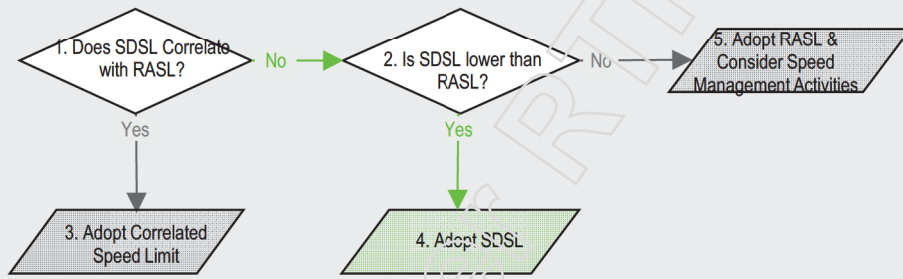 1. Does SDSL Correlate
with RASL?
No
2. Is SDSL lower than
RASL?
No
5. Adopt RASL &
Consider Speed
Management Activities
Yes
Yes
3. Adopt Correlated
Speed Limit
4. Adopt SDSL
RTI